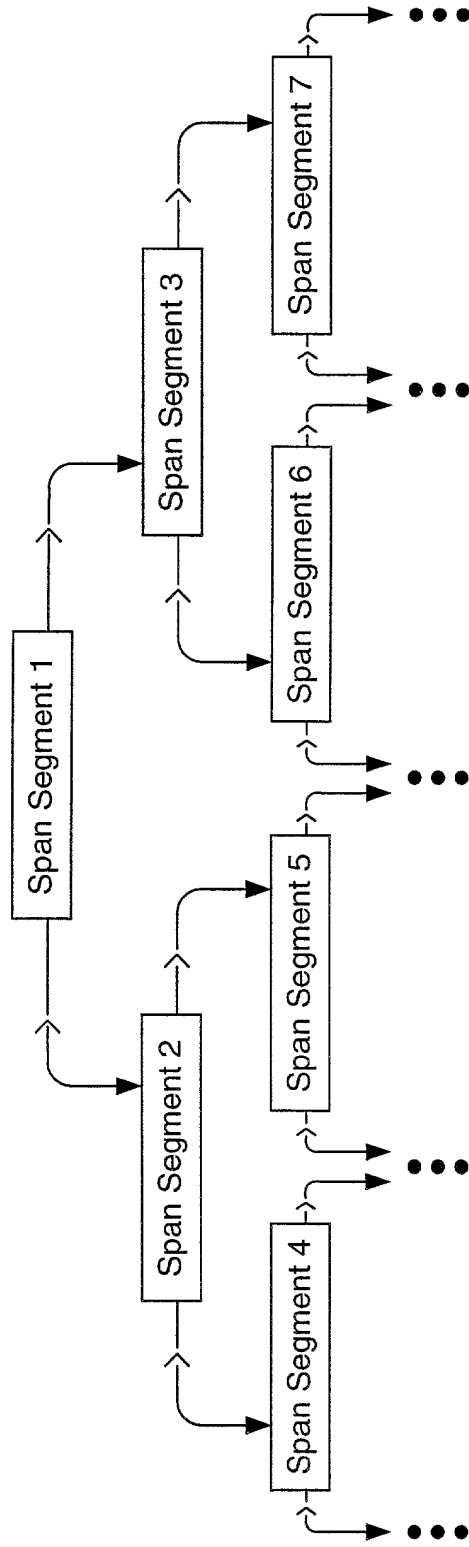 Span Segment 1
Span Segment 2
Span Segment 3
Span Segment 4
Span Segment 5
Span Segment 6
Span Segment 7